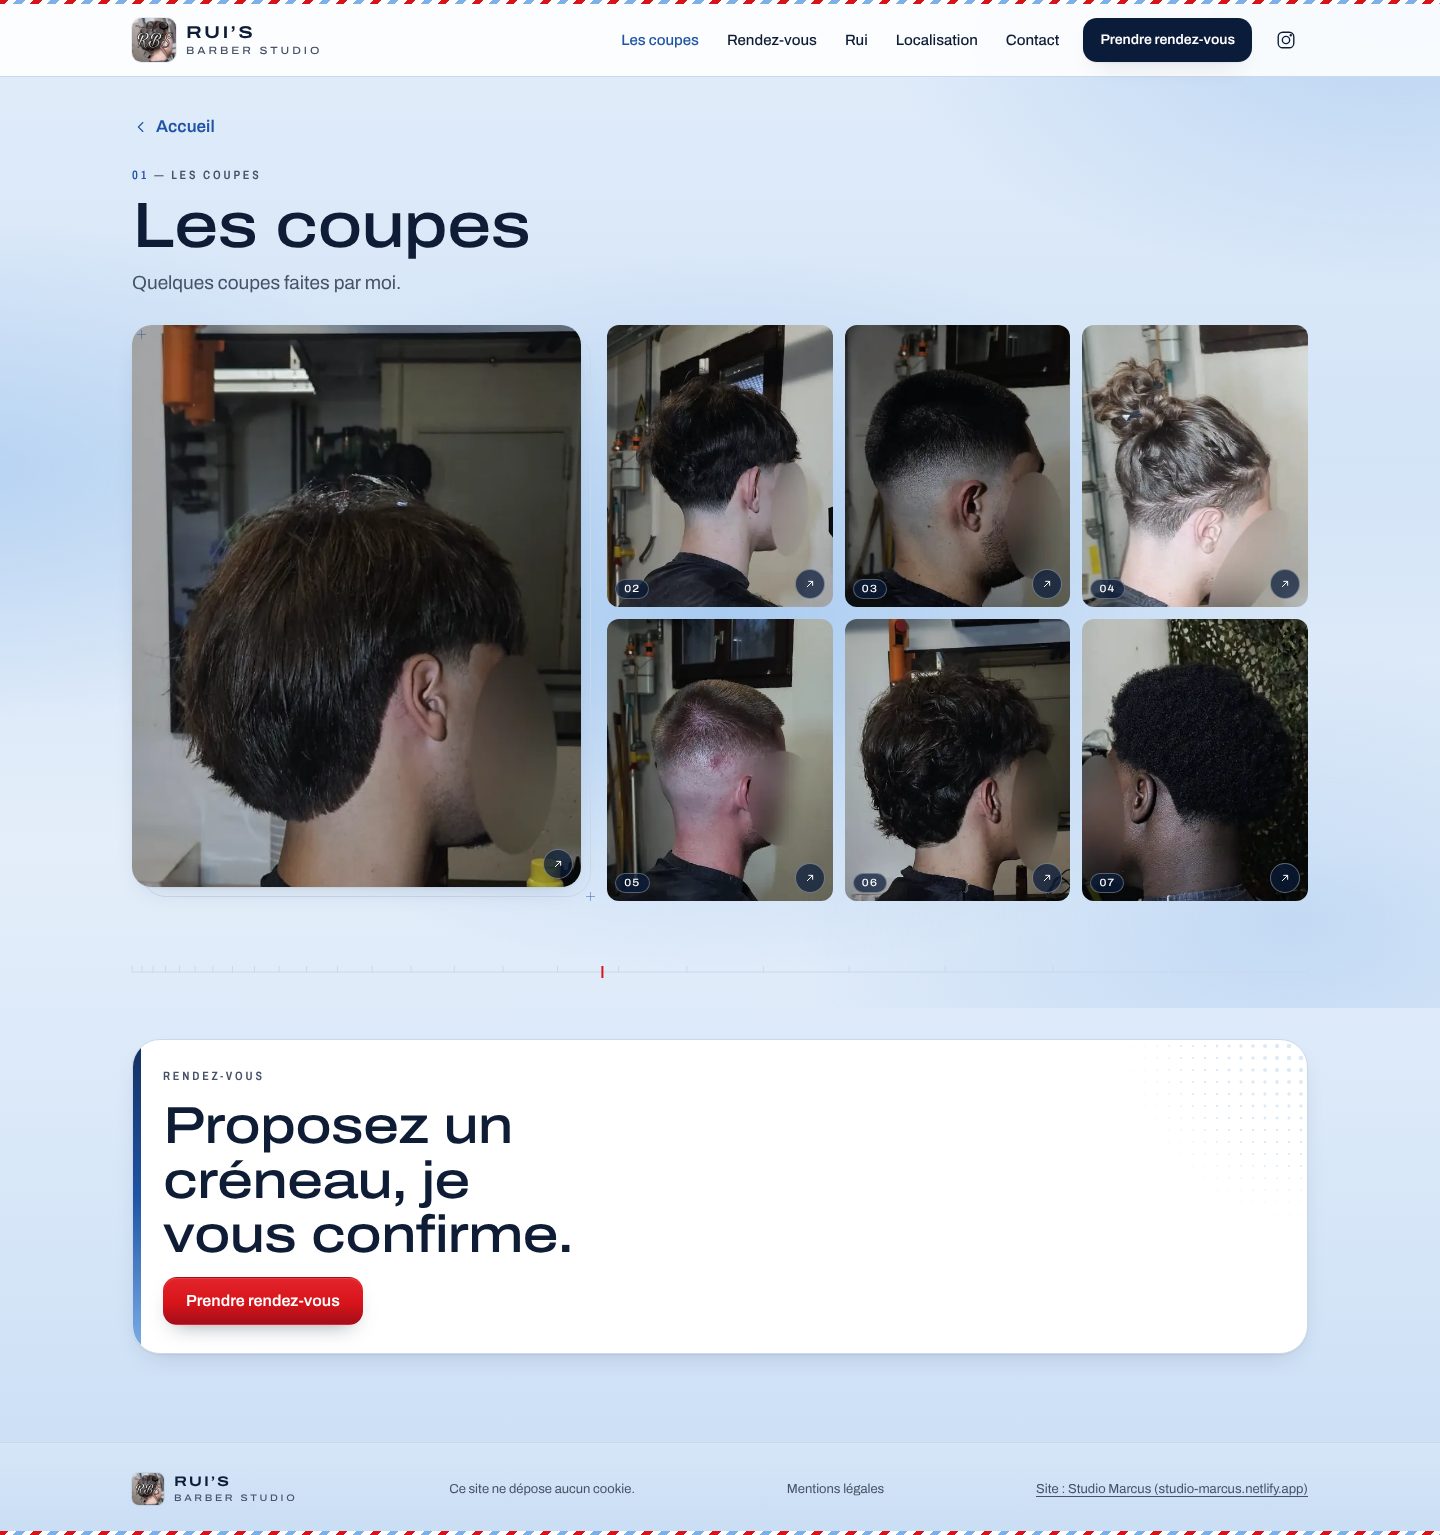 RUI'S
BARBER STUDIO
Les coupes
Rendez-vous
Rui
Localisation
Contact
Prendre rendez-vous
Accueil
01 — LES COUPES
Les coupes
Quelques coupes faites par moi.
02
03
04
05
06
07
RENDEZ-VOUS
Proposez un
créneau, je
vous confirme.
Prendre rendez-vous
RUI'S
BARBER STUDIO
Ce site ne dépose aucun cookie.
Mentions légales
Site : Studio Marcus (studio-marcus.netlify.app)